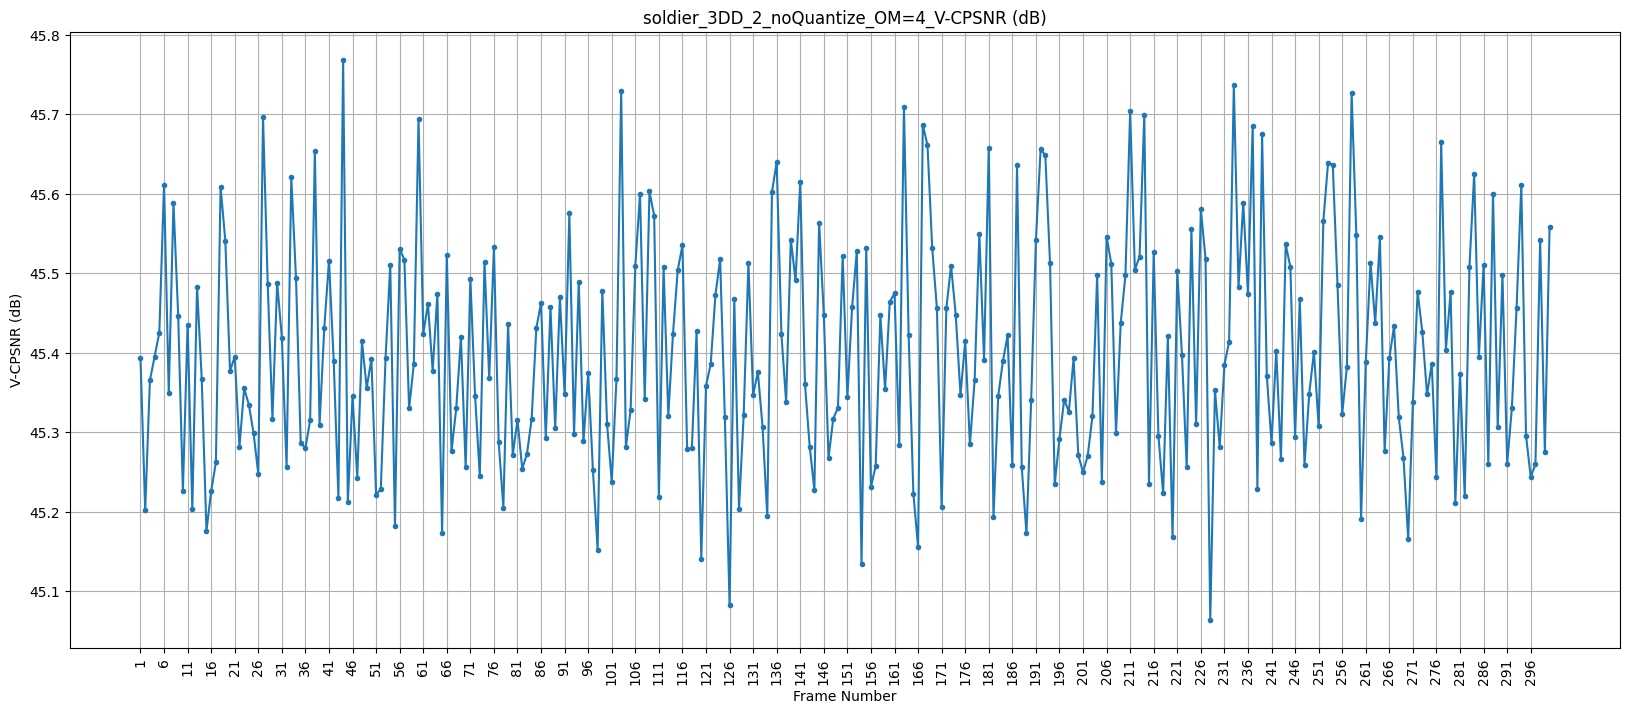 soldier_3DD_2_noQuantize_OM=4_V-CPSNR (dB)
V-CPSNR (dB)
45.8
45.7
45.6
45.5
45.4
45.3
45.2
45.1
1 6 11 16 21 26 31 36 41 46 51 56 61 66 71 76 81 86 91 96 101 106 111 116 121 126 131 136 141 146 151 156 161 166 171 176 181 186 191 196 201 206 211 216 221 226 231 236 241 246 251 256 261 266 271 276 281 286 291 296
Frame Number